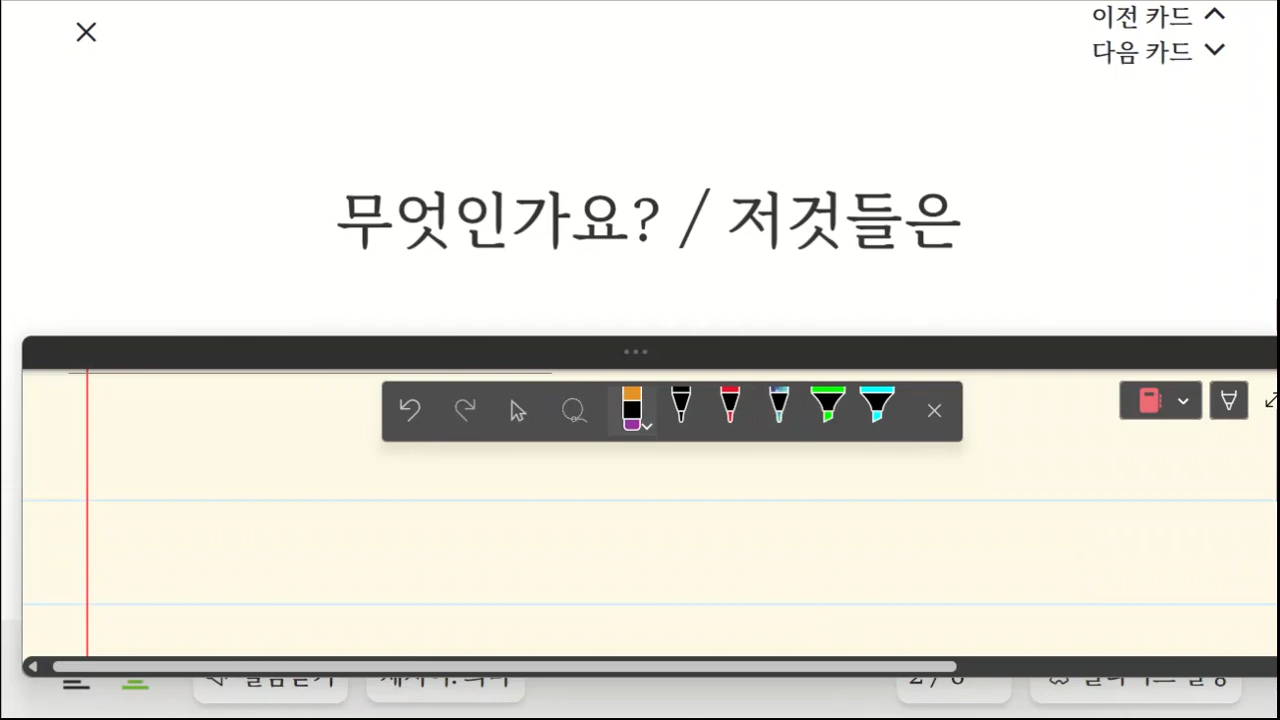 이전 카드
다음 카드
무엇인가요? / 저것들은